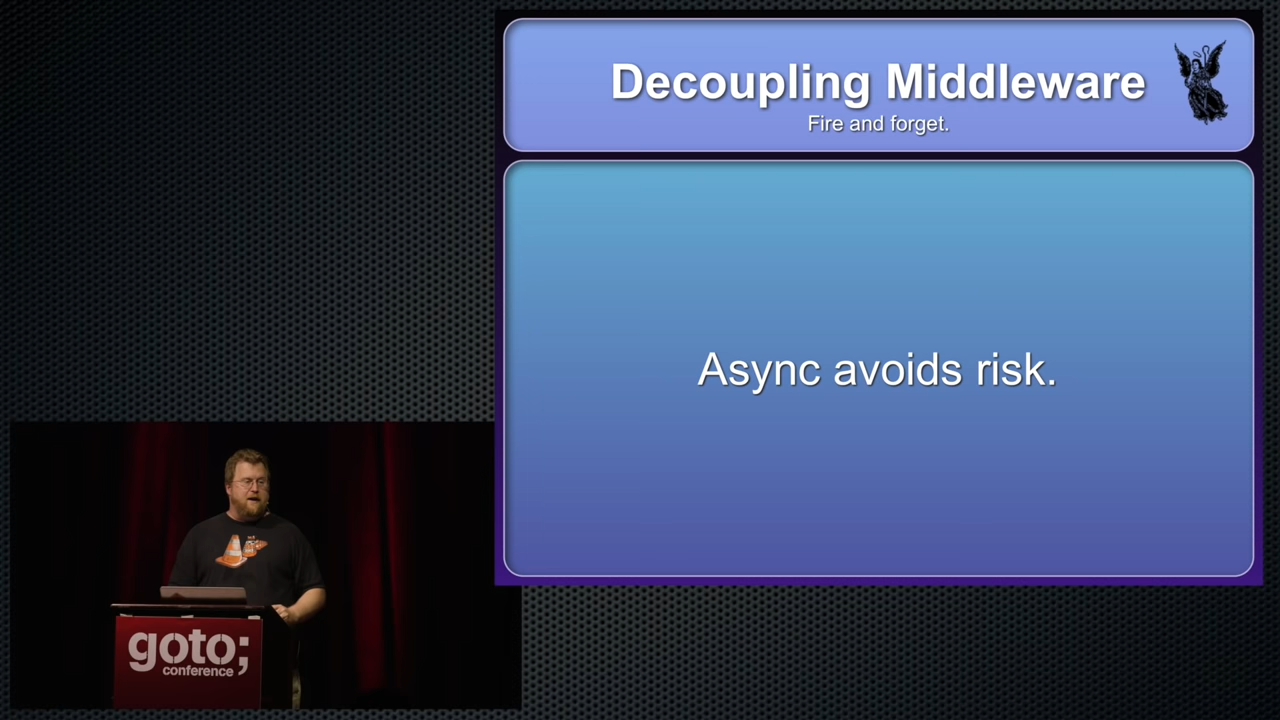 Decoupling Middleware
Fire and forget.
Async avoids risk.
goto;
conference